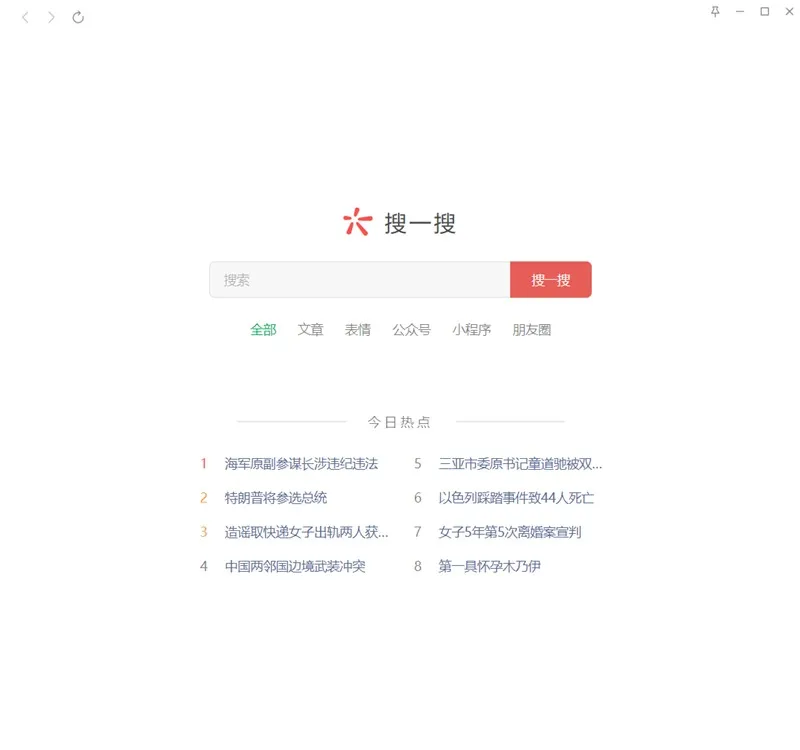 搜一搜
搜索 搜一搜
全部 文章 表情 公众号 小程序 朋友圈
今日热点
1 海军原副参谋长涉违纪违法
2 特朗普将参选总统
3 造谣取快递女子出轨两人获...
4 中国两邻国边境武装冲突
5 三亚市委原书记童道驰被双...
6 以色列踩踏事件致44人死亡
7 女子5年第5次离婚案宣判
8 第一具怀孕木乃伊